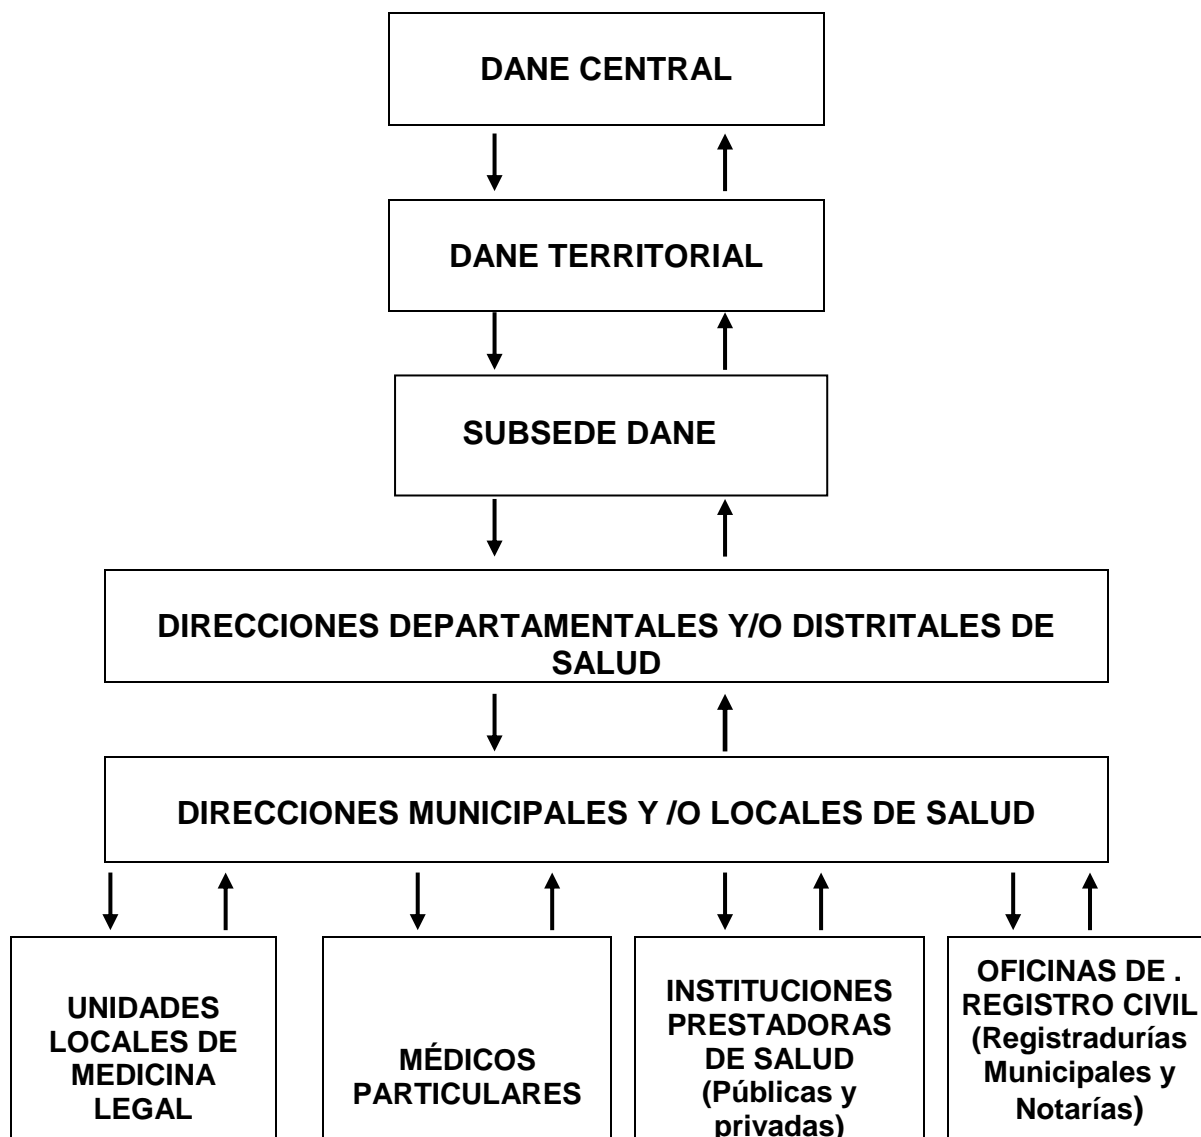 DANE CENTRAL
DANE TERRITORIAL
SUBSEDE DANE
DIRECCIONES DEPARTAMENTALES Y/O DISTRITALES DE
SALUD
DIRECCIONES MUNICIPALES Y /O LOCALES DE SALUD
UNIDADES
LOCALES DE
MEDICINA
LEGAL
MÉDICOS
PARTICULARES
INSTITUCIONES
PRESTADORAS
DE SALUD
(Públicas y
privadas)
OFICINAS DE .
REGISTRO CIVIL
(Registradurías
Municipales y
Notarías)